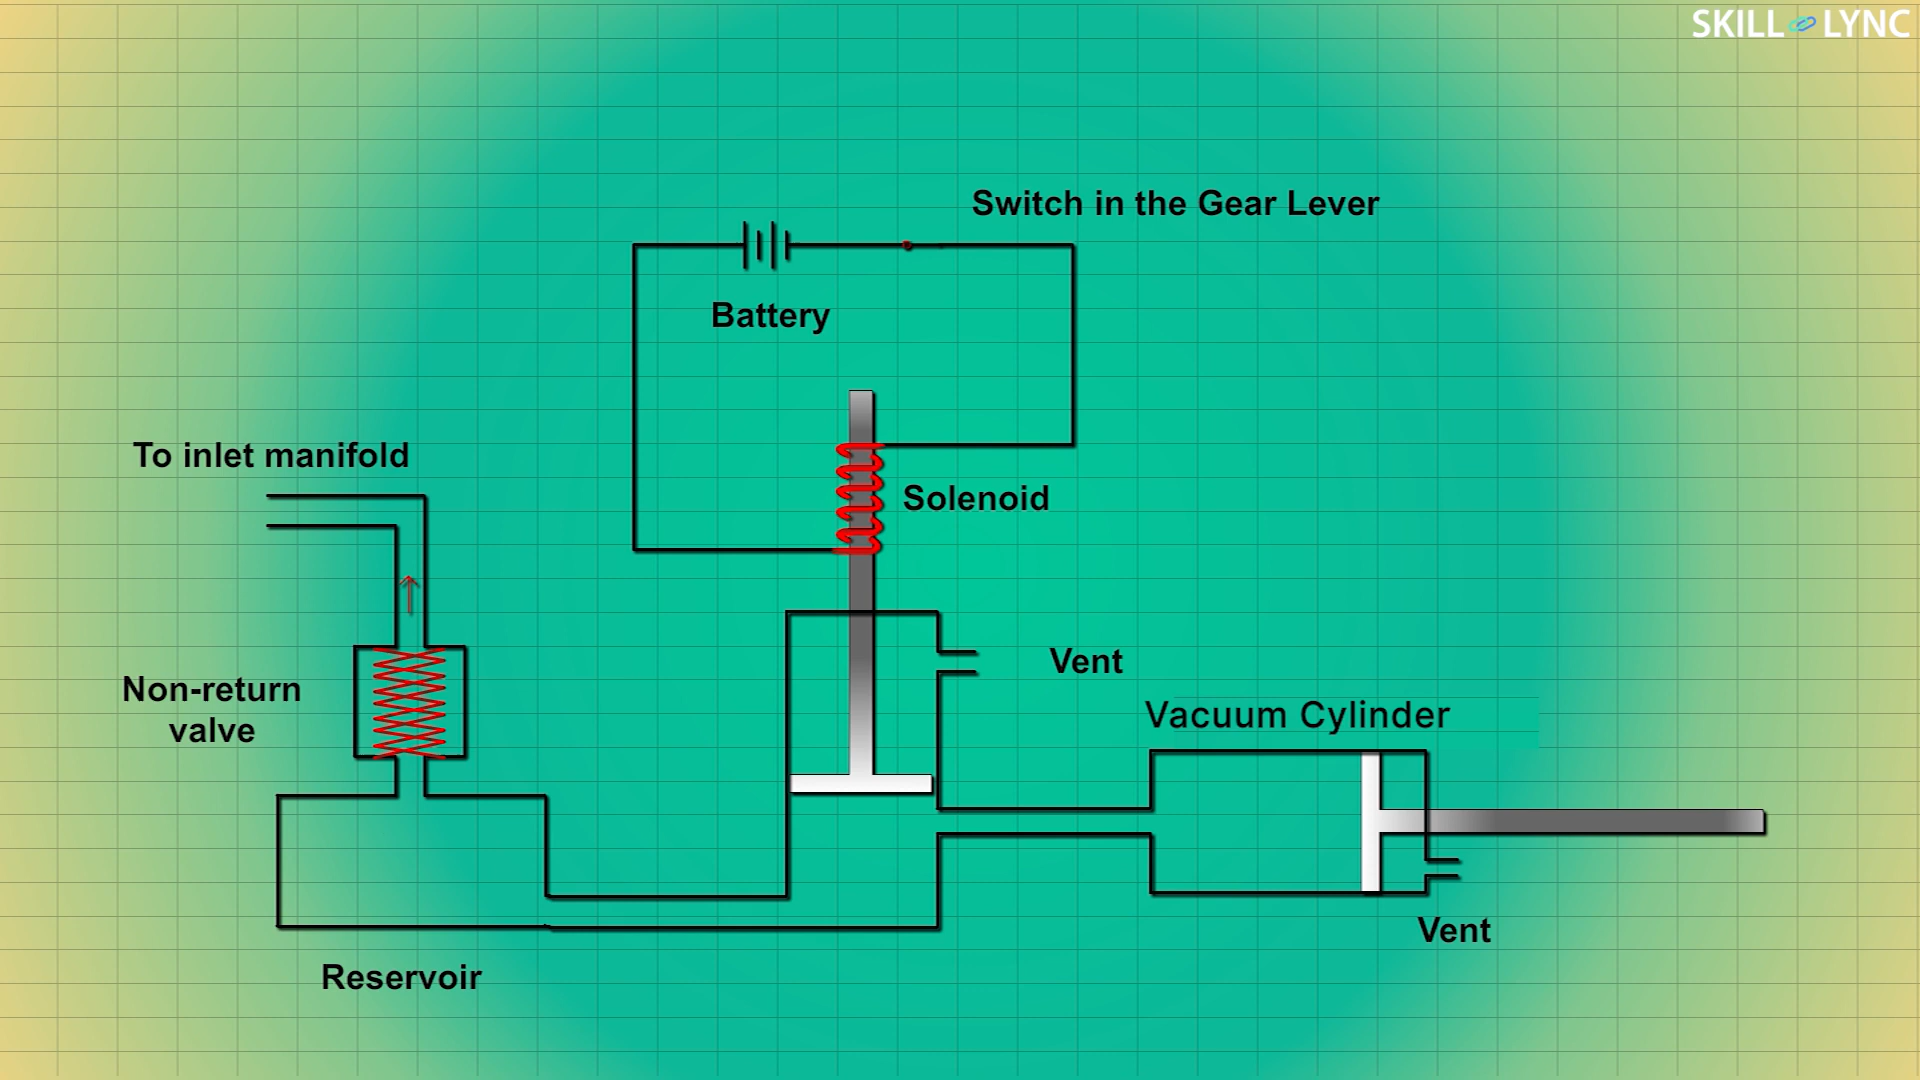 SKILL LYNC
Switch in the Gear Lever
Battery
To inlet manifold
Solenoid
Non-return
valve
Vent
Vacuum Cylinder
Vent
Reservoir